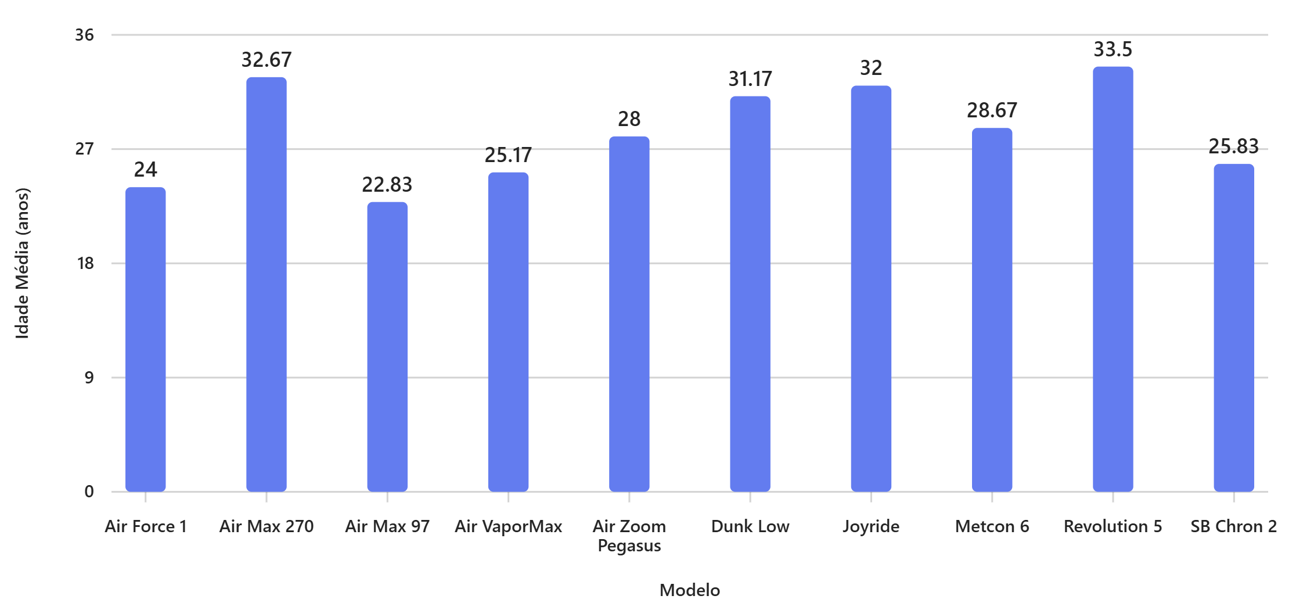 36
27
18
9
0
Idade Média (anos)
24
32.67
22.83
25.17
28
31.17
32
28.67
33.5
25.83
Air Force 1
Air Max 270
Air Max 97
Air VaporMax
Air Zoom
Pegasus
Dunk Low
Joyride
Metcon 6
Revolution 5
SB Chron 2
Modelo